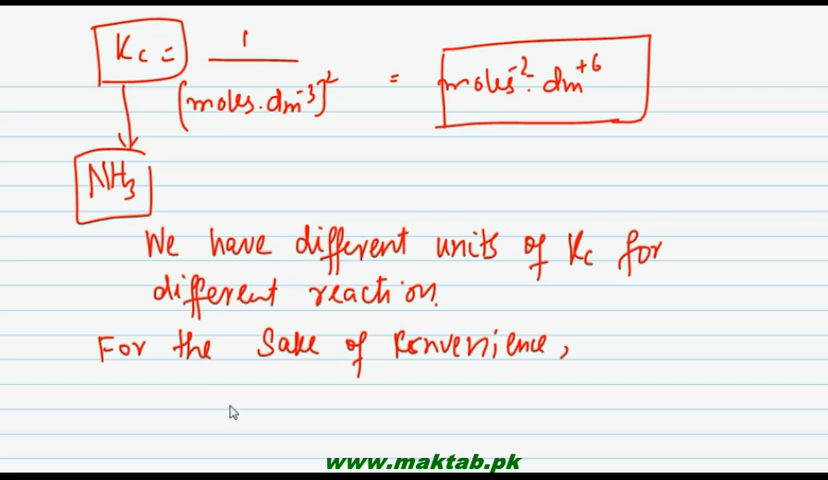 Kc = 1 / (moles.dm⁻³)² = moles⁻². dm⁺⁶
NH₃
We have different units of Kc for
different reaction.
For the Sake of Konvenience,
www.maktab.pk